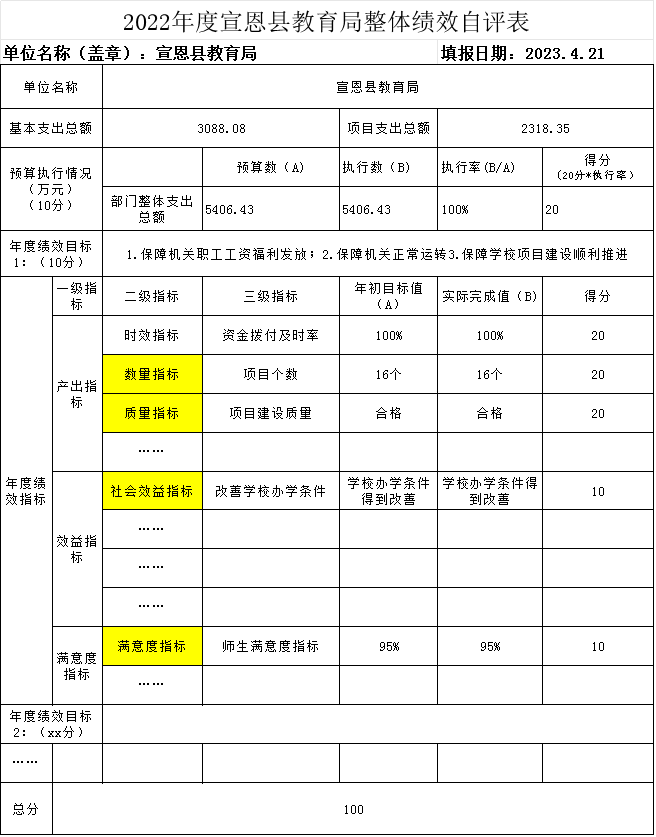 2022年度宣恩县教育局整体绩效自评表
单位名称（盖章）：宣恩县教育局 填报日期：2023.4.21
单位名称 宣恩县教育局
基本支出总额 3088.08 项目支出总额 2318.35
预算执行情况
（万元）
（10分）
预算数（A） 执行数（B） 执行率(B/A) 得分
(20分*执行率）
部门整体支出
总额
5406.43 5406.43 100% 20
年度绩效目标
1：（10分）
1.保障机关职工工资福利发放；2.保障机关正常运转3.保障学校项目建设顺利推进
年度绩
效指标
一级指
标
二级指标 三级指标 年初目标值
（A）
实际完成值（B） 得分
产出指
标
时效指标 资金拨付及时率 100% 100% 20
数量指标 项目个数 16个 16个 20
质量指标 项目建设质量 合格 合格 20
……
效益指
标
社会效益指标 改善学校办学条件 学校办学条件
得到改善
学校办学条件得
到改善
10
……
……
……
满意度
指标
满意度指标 师生满意度指标 95% 95% 10
……
年度绩效目标
2：（xx分）
……
总分 100